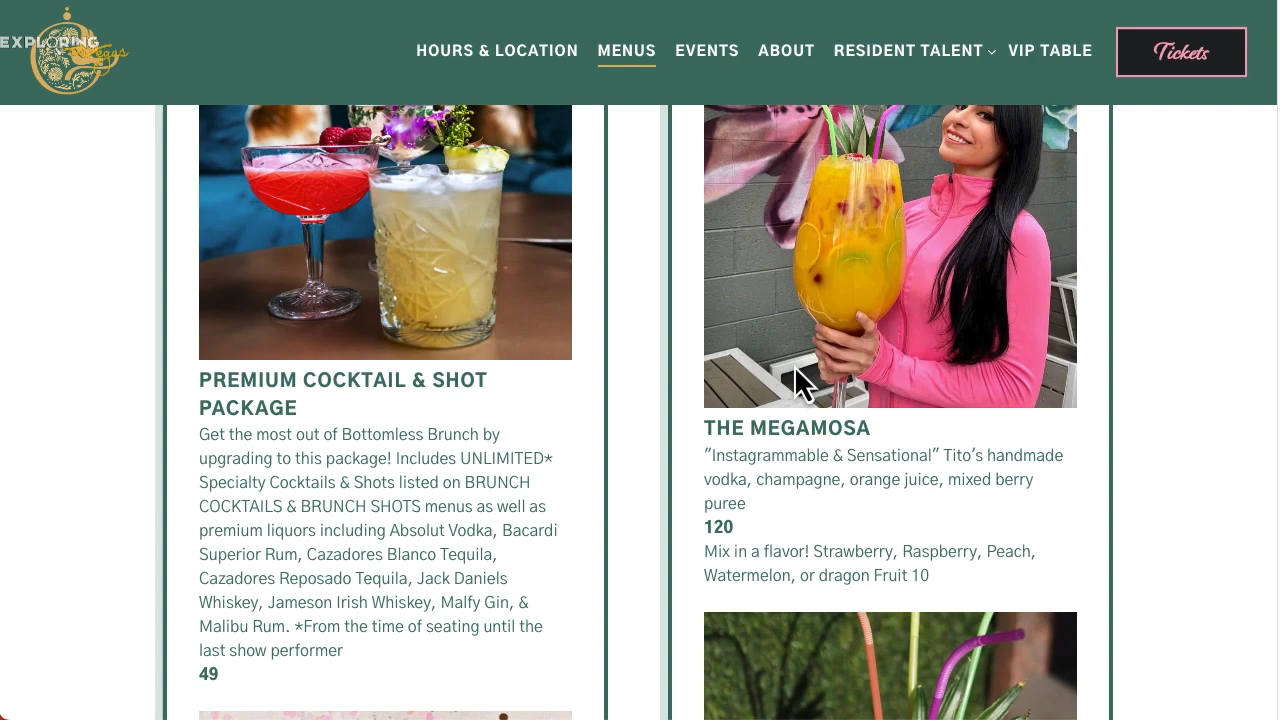 EXPLORING
Vegas
HOURS & LOCATION MENUS EVENTS ABOUT RESIDENT TALENT VIP TABLE Tickets
PREMIUM COCKTAIL & SHOT
PACKAGE
Get the most out of Bottomless Brunch by
upgrading to this package! Includes UNLIMITED*
Specialty Cocktails & Shots listed on BRUNCH
COCKTAILS & BRUNCH SHOTS menus as well as
premium liquors including Absolut Vodka, Bacardi
Superior Rum, Cazadores Blanco Tequila,
Cazadores Reposado Tequila, Jack Daniels
Whiskey, Jameson Irish Whiskey, Malfy Gin, &
Malibu Rum. *From the time of seating until the
last show performer
49
THE MEGAMOSA
"Instagrammable & Sensational" Tito's handmade
vodka, champagne, orange juice, mixed berry
puree
120
Mix in a flavor! Strawberry, Raspberry, Peach,
Watermelon, or dragon Fruit 10